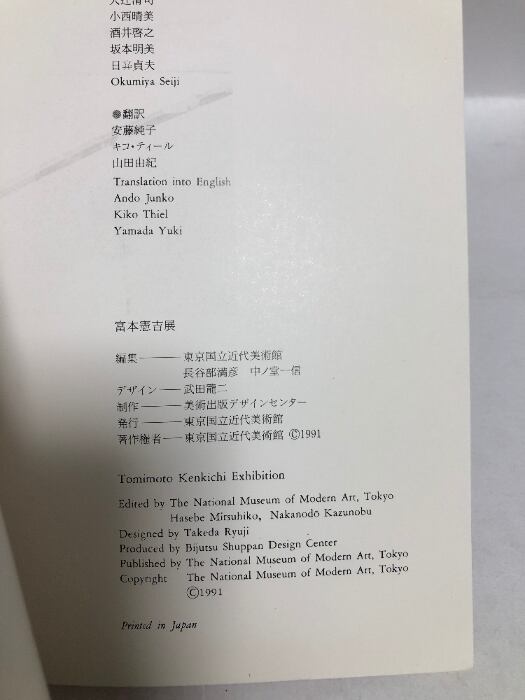 小西晴美
酒井啓之
坂本明美
日弉貞夫
Okumiya Seiji
◉翻訳
安藤純子
キコ・ティール
山田由紀
Translation into English
Ando Junko
Kiko Thiel
Yamada Yuki
富本憲吉展
編集———東京国立近代美術館
長谷部満彦 中ノ堂一信
デザイン——武田龍二
制作———美術出版デザインセンター
発行———東京国立近代美術館
著作権者——東京国立近代美術館 ©1991
Tomimoto Kenkichi Exhibition
Edited by The National Museum of Modern Art, Tokyo
Hasebe Mitsuhiko, Nakanodō Kazunobu
Designed by Takeda Ryuji
Produced by Bijutsu Shuppan Design Center
Published by The National Museum of Modern Art, Tokyo
Copyright The National Museum of Modern Art, Tokyo
©1991
Printed in Japan